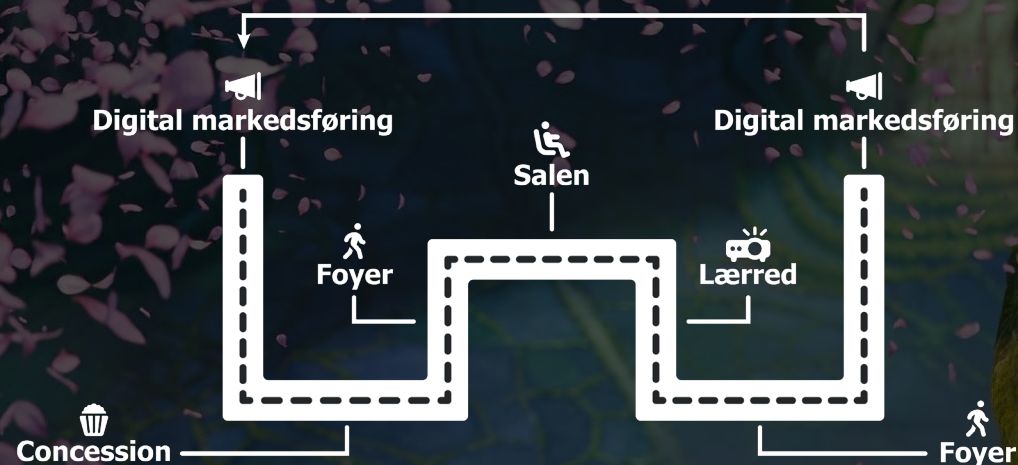 Digital markedsføring
Digital markedsføring
Salen
Foyer
Lærred
Concession
Foyer